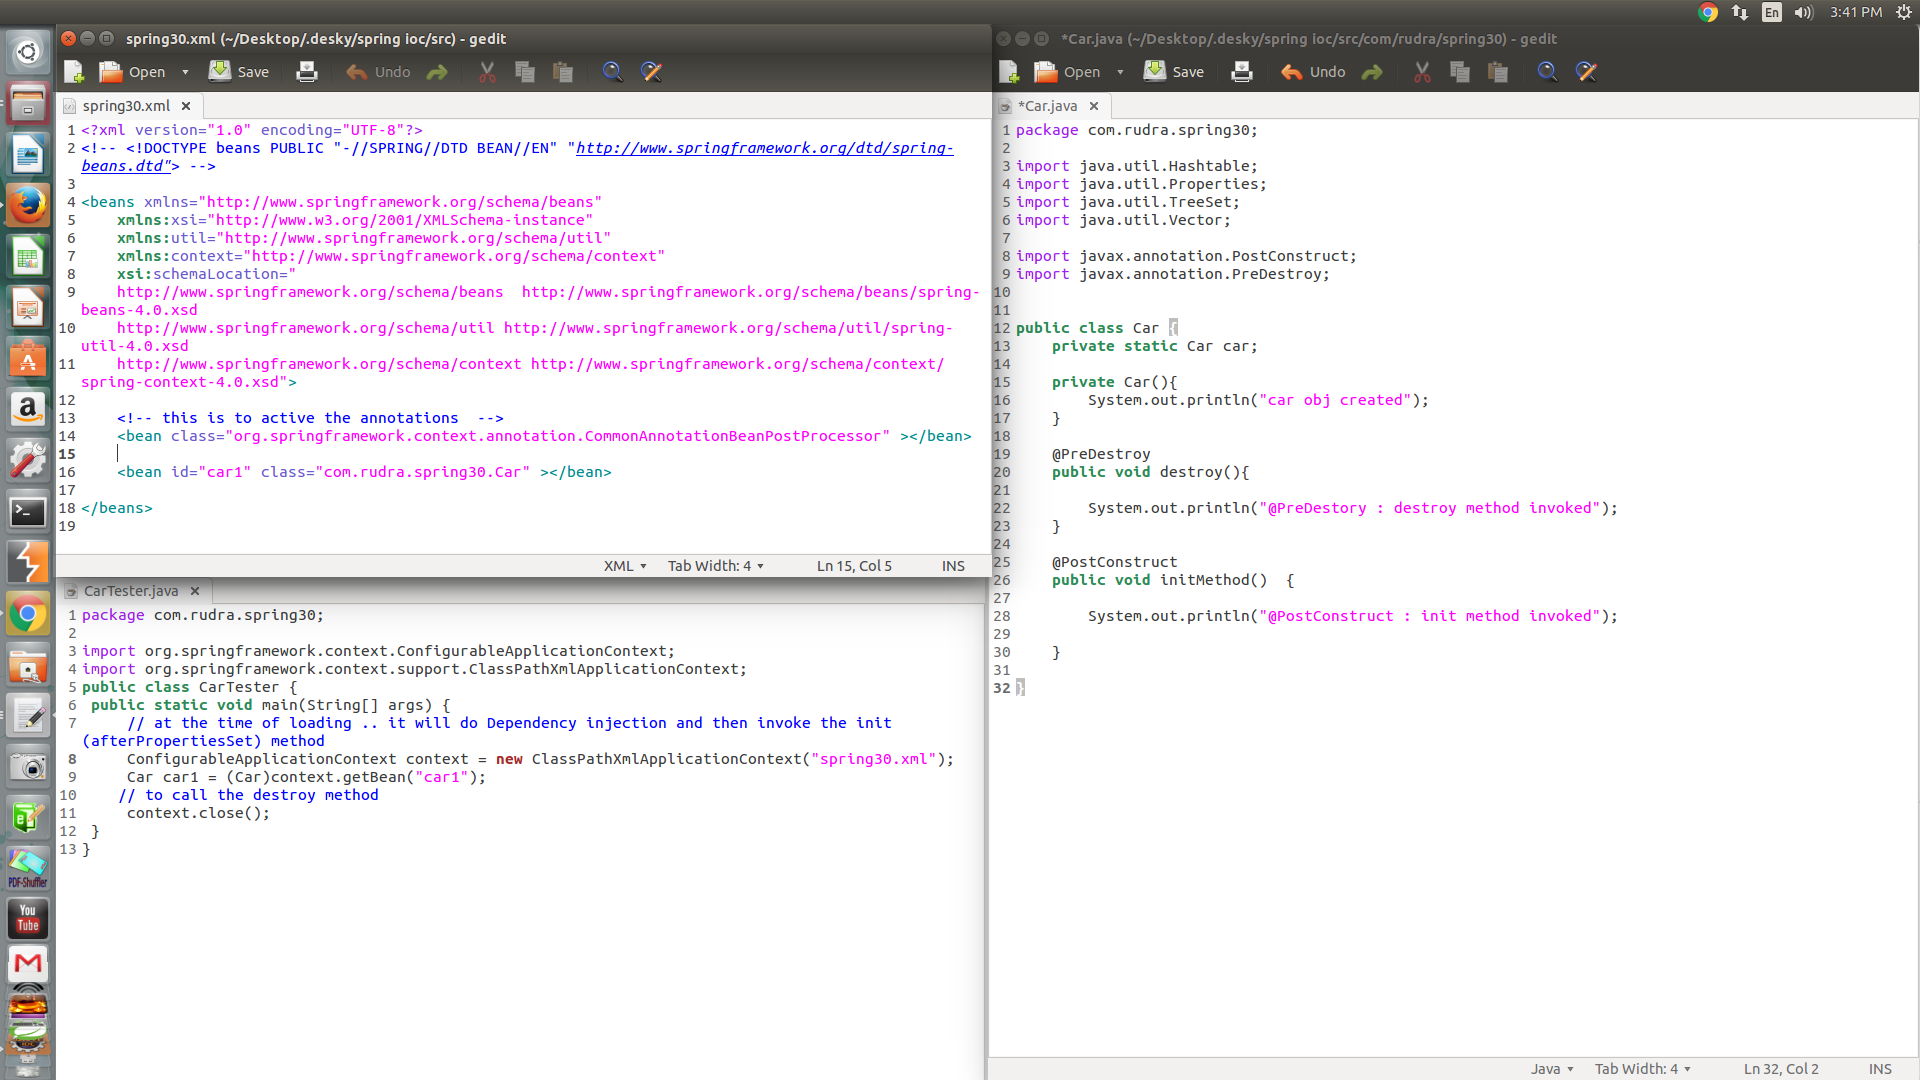 En 3:41 PM
spring30.xml (~/Desktop/.desky/spring ioc/src) - gedit
Open Save Undo
spring30.xml
1 <?xml version="1.0" encoding="UTF-8"?>
2 <!-- <!DOCTYPE beans PUBLIC "-//SPRING//DTD BEAN//EN" "http://www.springframework.org/dtd/spring-
beans.dtd"> -->
3
4 <beans xmlns="http://www.springframework.org/schema/beans"
5     xmlns:xsi="http://www.w3.org/2001/XMLSchema-instance"
6     xmlns:util="http://www.springframework.org/schema/util"
7     xmlns:context="http://www.springframework.org/schema/context"
8     xsi:schemaLocation="
9     http://www.springframework.org/schema/beans  http://www.springframework.org/schema/beans/spring-
beans-4.0.xsd
10     http://www.springframework.org/schema/util http://www.springframework.org/schema/util/spring-
util-4.0.xsd
11     http://www.springframework.org/schema/context http://www.springframework.org/schema/context/
spring-context-4.0.xsd">
12
13     <!-- this is to active the annotations  -->
14     <bean class="org.springframework.context.annotation.CommonAnnotationBeanPostProcessor" ></bean>
15
16     <bean id="car1" class="com.rudra.spring30.Car" ></bean>
17
18 </beans>
19
XML Tab Width: 4 Ln 15, Col 5 INS
CarTester.java
1 package com.rudra.spring30;
2
3 import org.springframework.context.ConfigurableApplicationContext;
4 import org.springframework.context.support.ClassPathXmlApplicationContext;
5 public class CarTester {
6  public static void main(String[] args) {
7      // at the time of loading .. it will do Dependency injection and then invoke the init
(afterPropertiesSet) method
8      ConfigurableApplicationContext context = new ClassPathXmlApplicationContext("spring30.xml");
9      Car car1 = (Car)context.getBean("car1");
10     // to call the destroy method
11      context.close();
12  }
13 }
*Car.java (~/Desktop/.desky/spring ioc/src/com/rudra/spring30) - gedit
Open Save Undo
*Car.java
1 package com.rudra.spring30;
2
3 import java.util.Hashtable;
4 import java.util.Properties;
5 import java.util.TreeSet;
6 import java.util.Vector;
7
8 import javax.annotation.PostConstruct;
9 import javax.annotation.PreDestroy;
10
11
12 public class Car {
13     private static Car car;
14
15     private Car(){
16         System.out.println("car obj created");
17     }
18
19     @PreDestroy
20     public void destroy(){
21
22         System.out.println("@PreDestory : destroy method invoked");
23     }
24
25     @PostConstruct
26     public void initMethod()  {
27
28         System.out.println("@PostConstruct : init method invoked");
29
30     }
31
32 }
Java Tab Width: 4 Ln 32, Col 2 INS
PDF-Shuffler
You
Tube